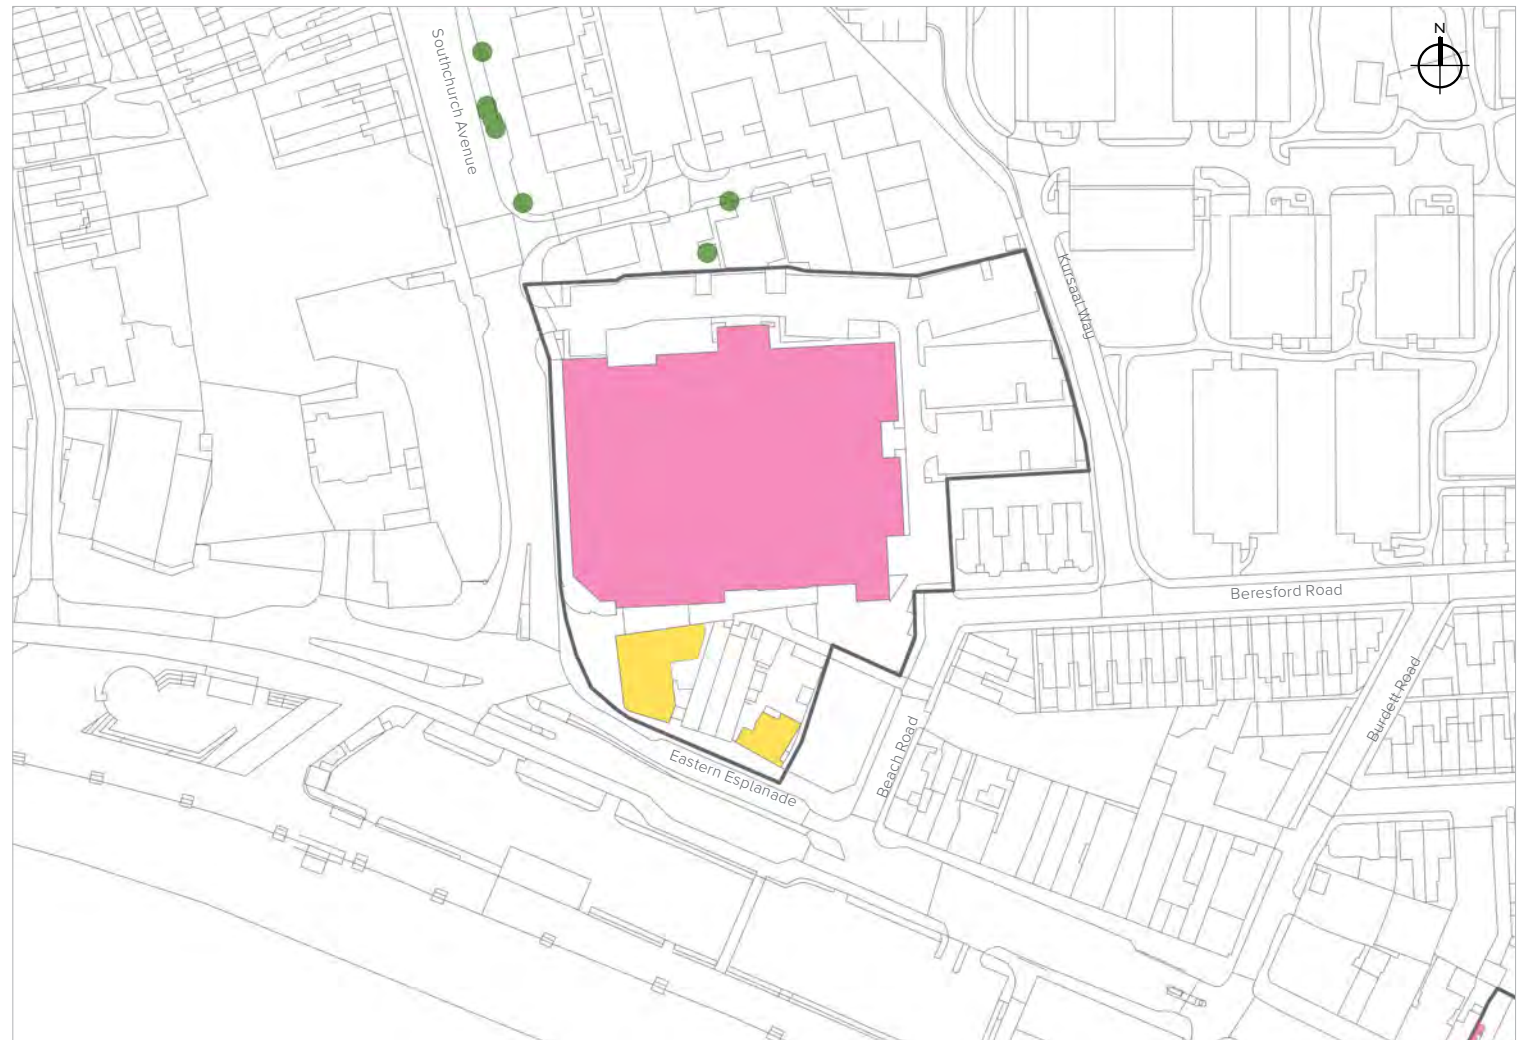 N
Southchurch Avenue
Kursaal Way
Beresford Road
Burdett Road
Beach Road
Eastern Esplanade